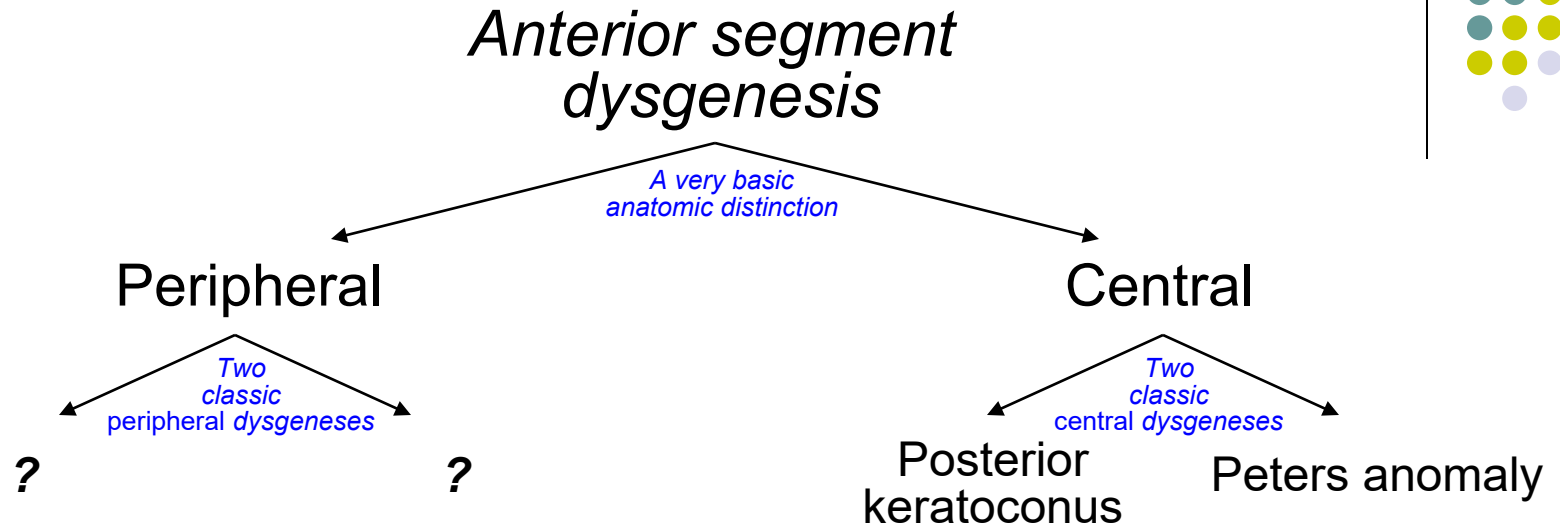 Anterior segment
dysgenesis
A very basic
anatomic distinction
Peripheral
Central
Two
classic
peripheral dysgeneses
Two
classic
central dysgeneses
?
?
Posterior
keratoconus
Peters anomaly